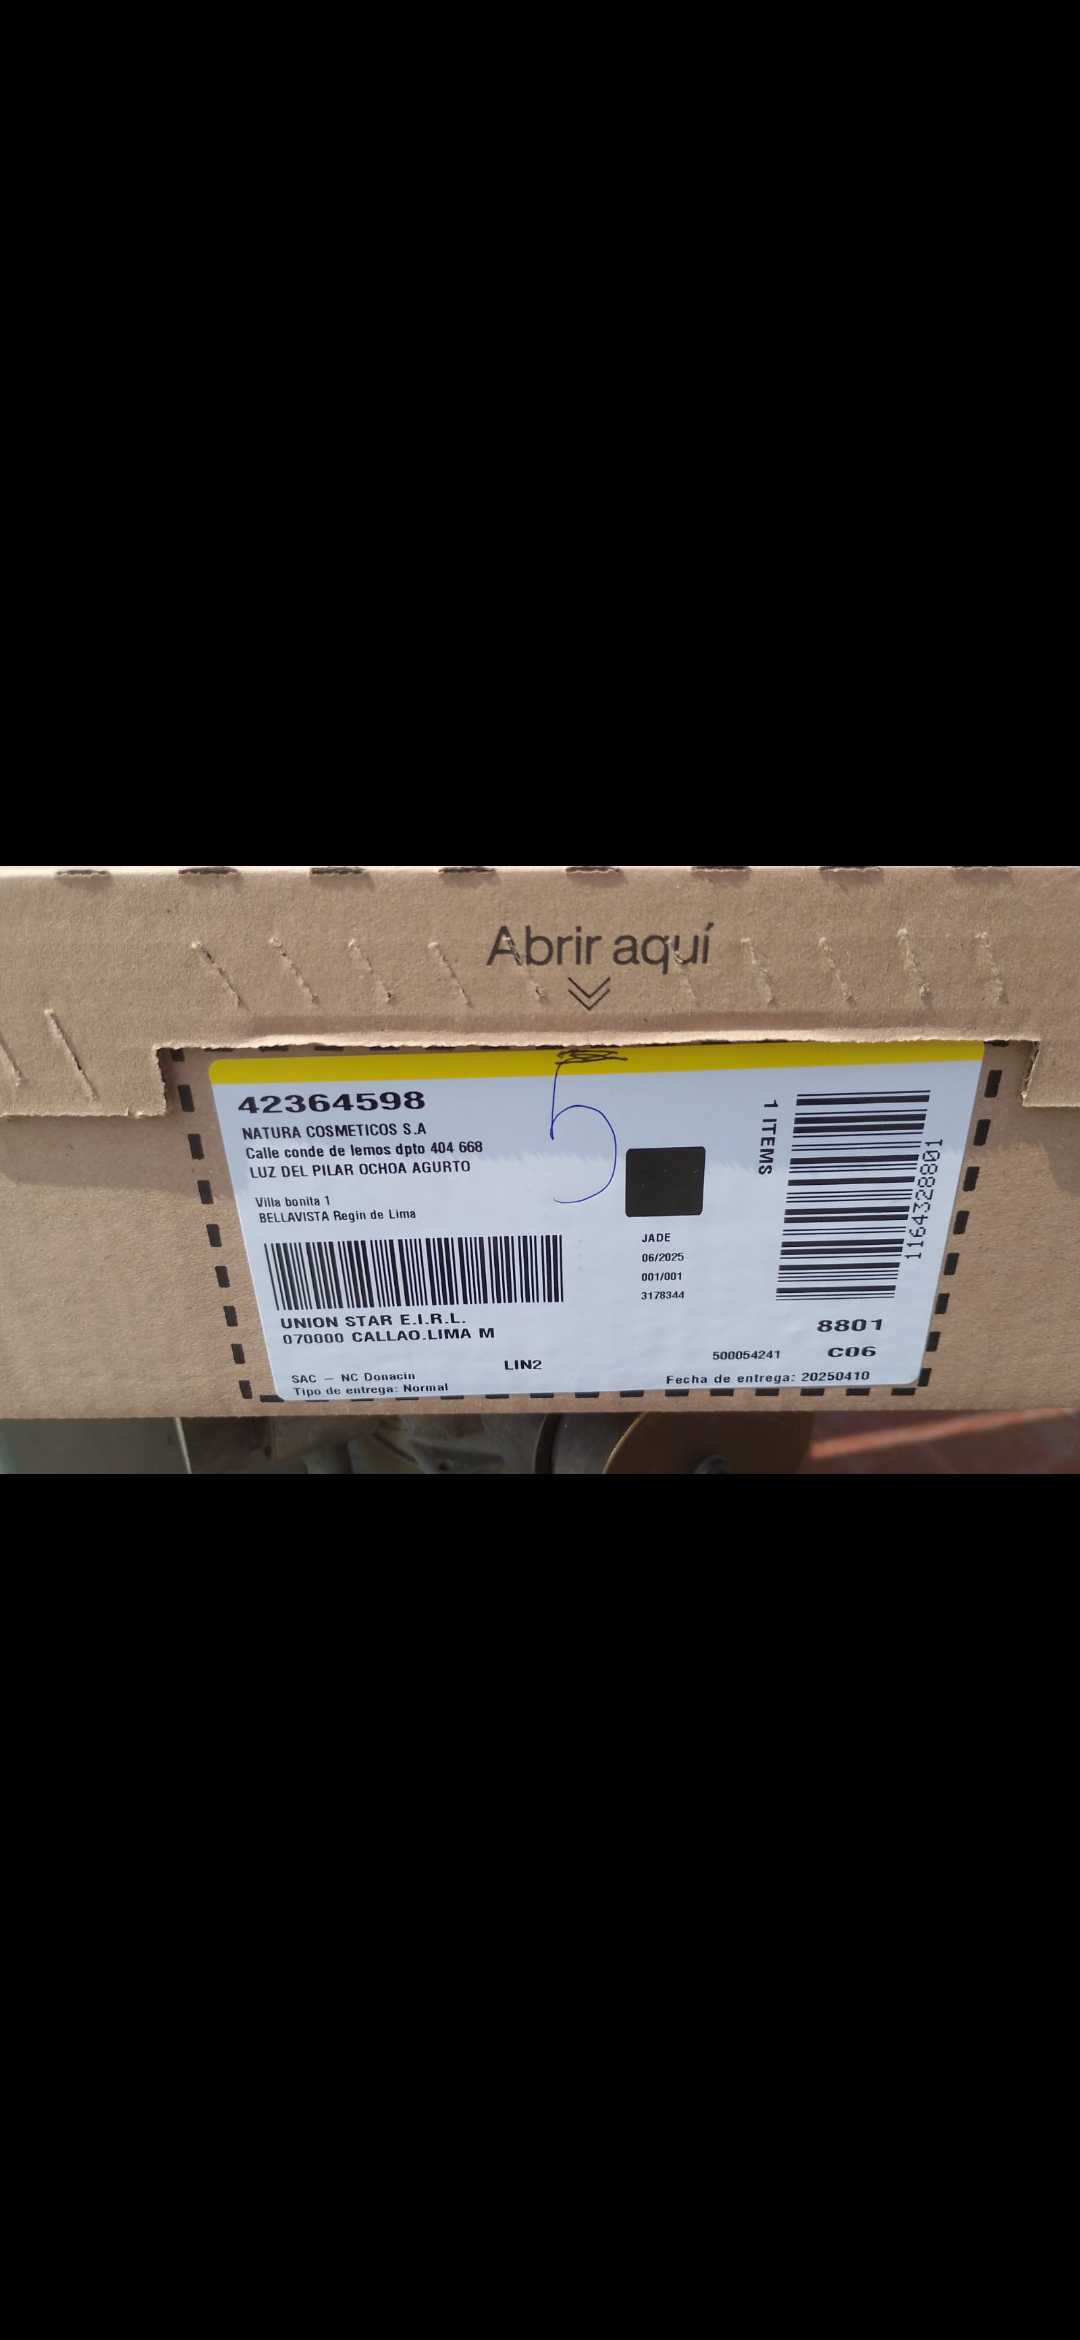 Abrir aquí
5
42364598
NATURA COSMETICOS S.A
Calle conde de lemos dpto 404 668
LUZ DEL PILAR OCHOA AGURTO
Villa bonita 1
BELLAVISTA Regin de Lima
UNION STAR E.I.R.L.
070000 CALLAO.LIMA M
LIN2
SAC – NC Donacin
Tipo de entrega: Normal
JADE
06/2025
001/001
3178344
1 ITEMS
1164328801
8801
500054241 C06
Fecha de entrega: 20250410